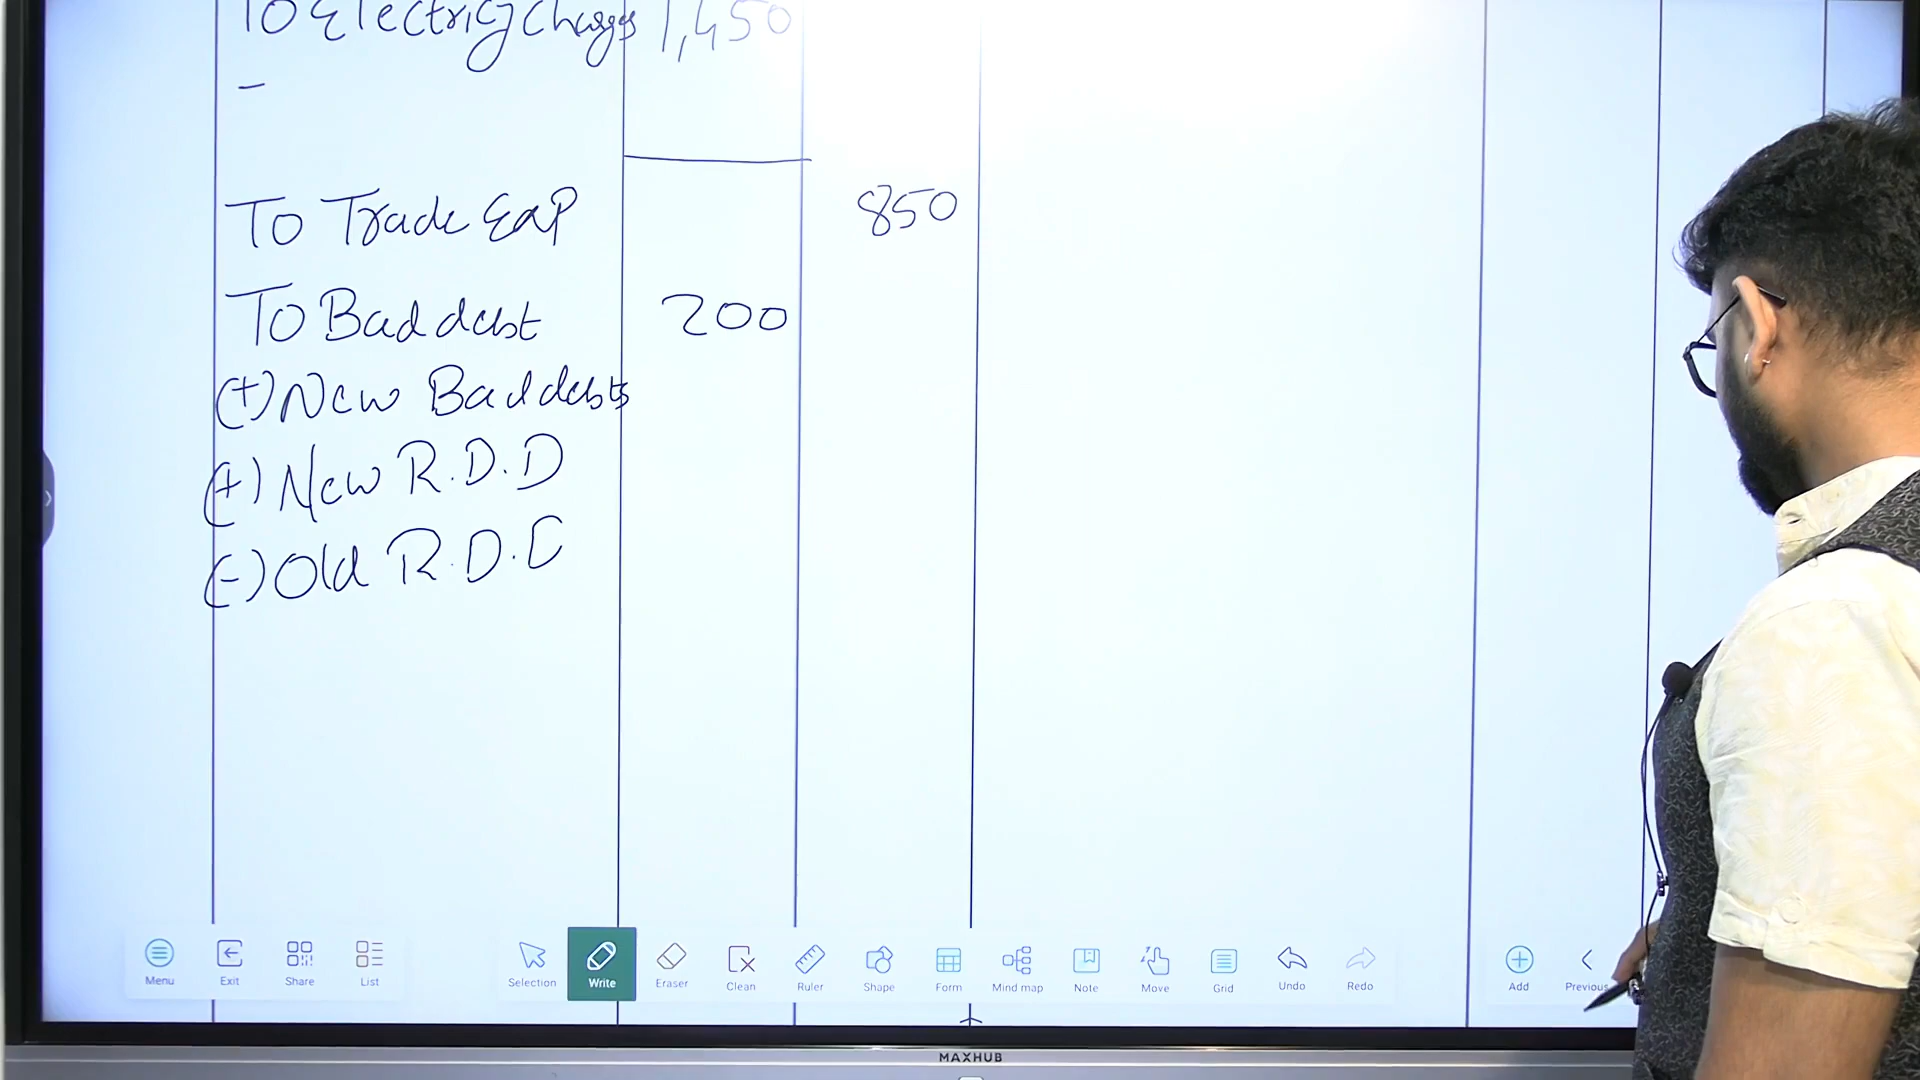 To Electricity Charges 1,450
-
To Trade Exp 850
To Bad debt 200
(+) New Bad debts
(+) New R.D.D
(-) Old R.D.D
Menu Exit Share List Selection Write Eraser Clean Ruler Shape Form Mind map Note Move Grid Undo Redo Add Previous
MAXHUB